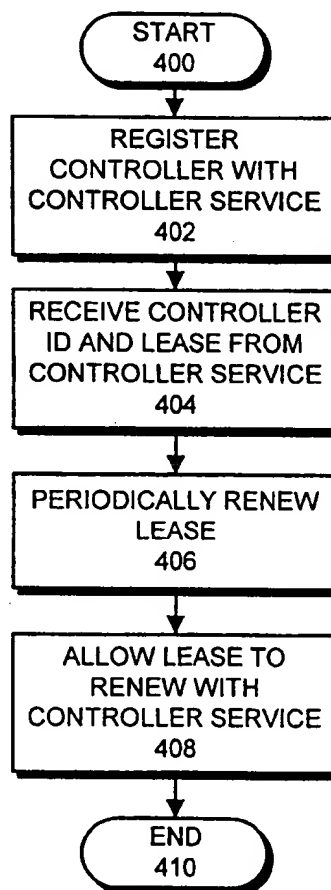 START
400
REGISTER
CONTROLLER WITH
CONTROLLER SERVICE
402
RECEIVE CONTROLLER
ID AND LEASE FROM
CONTROLLER SERVICE
404
PERIODICALLY RENEW
LEASE
406
ALLOW LEASE TO
RENEW WITH
CONTROLLER SERVICE
408
END
410